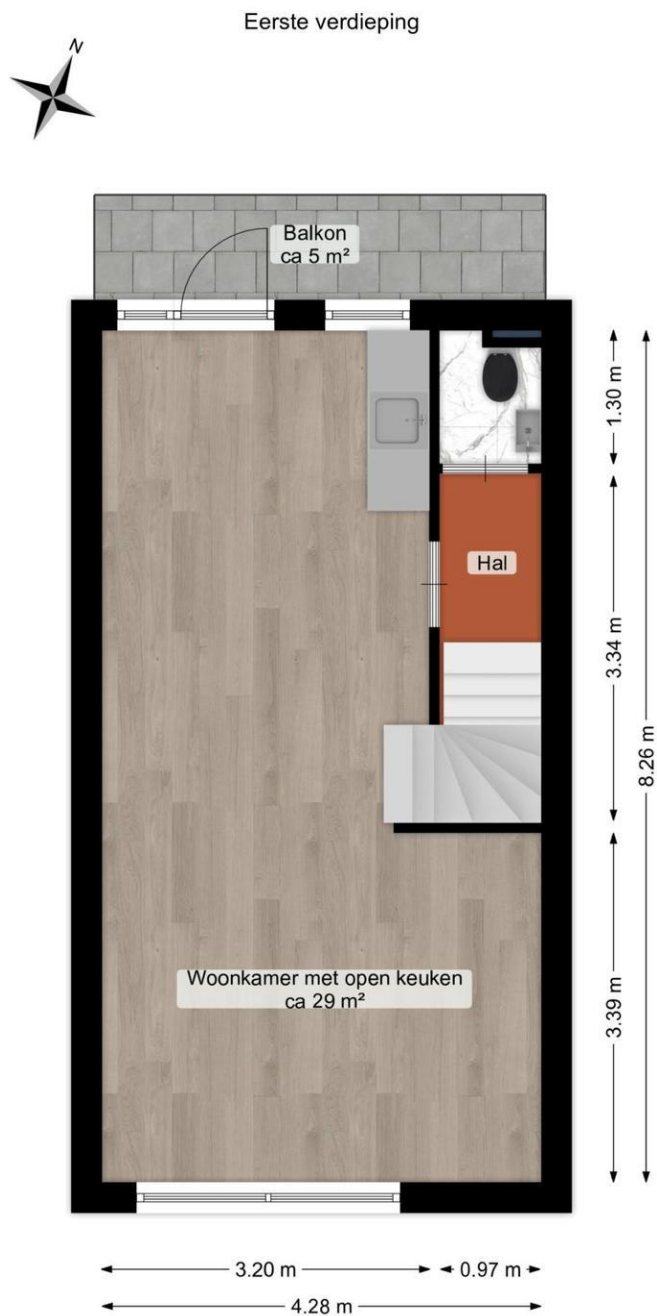 Eerste verdieping
N
Balkon
ca 5 m²
1.30 m
Hal
3.34 m
8.26 m
Woonkamer met open keuken
ca 29 m²
3.39 m
3.20 m
0.97 m
4.28 m